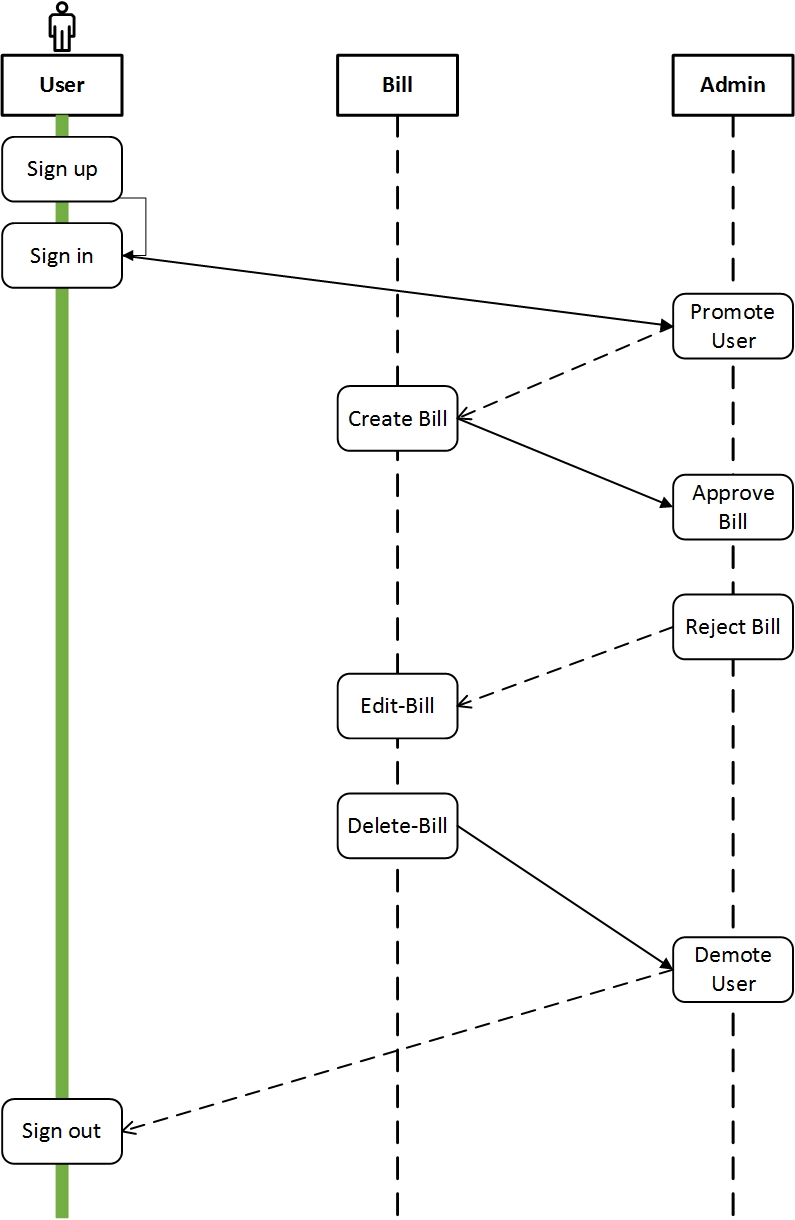 User
Bill
Admin
Sign up
Sign in
Promote
User
Create Bill
Approve
Bill
Reject Bill
Edit-Bill
Delete-Bill
Demote
User
Sign out